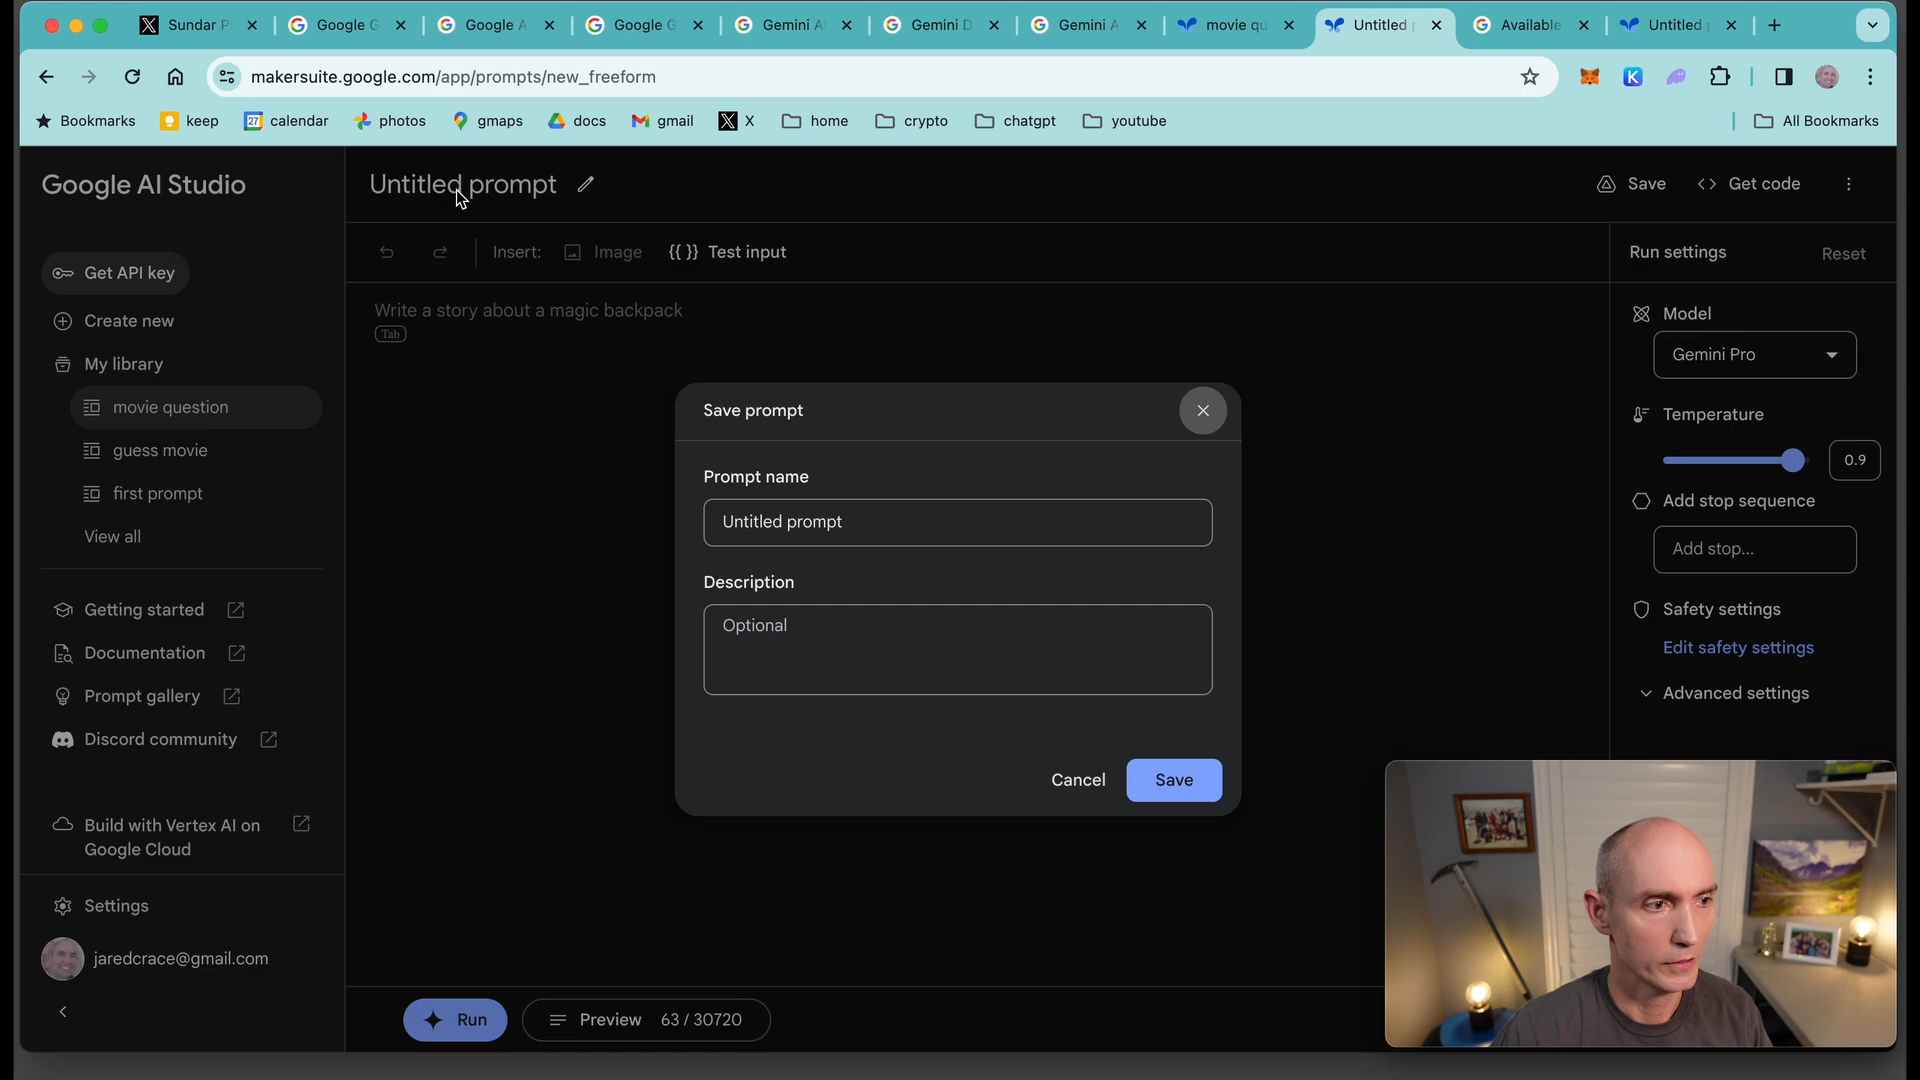 Sundar P
Google G
Google A
Google G
Gemini A
Gemini D
Gemini A
movie qu
Untitled p
Available
Untitled p
makersuite.google.com/app/prompts/new_freeform
Bookmarks
keep
27
calendar
photos
gmaps
docs
gmail
X
home
crypto
chatgpt
youtube
All Bookmarks
Google AI Studio
Untitled prompt
Save
Get code
Get API key
Insert:
Image
{{ }} Test input
Run settings
Reset
Create new
Write a story about a magic backpack
Tab
Model
Gemini Pro
My library
movie question
guess movie
first prompt
View all
Save prompt
Prompt name
Untitled prompt
Description
Optional
Cancel
Save
Temperature
0.9
Add stop sequence
Add stop...
Safety settings
Edit safety settings
Advanced settings
Getting started
Documentation
Prompt gallery
Discord community
Build with Vertex AI on
Google Cloud
Settings
jaredcrace@gmail.com
Run
Preview 63 / 30720